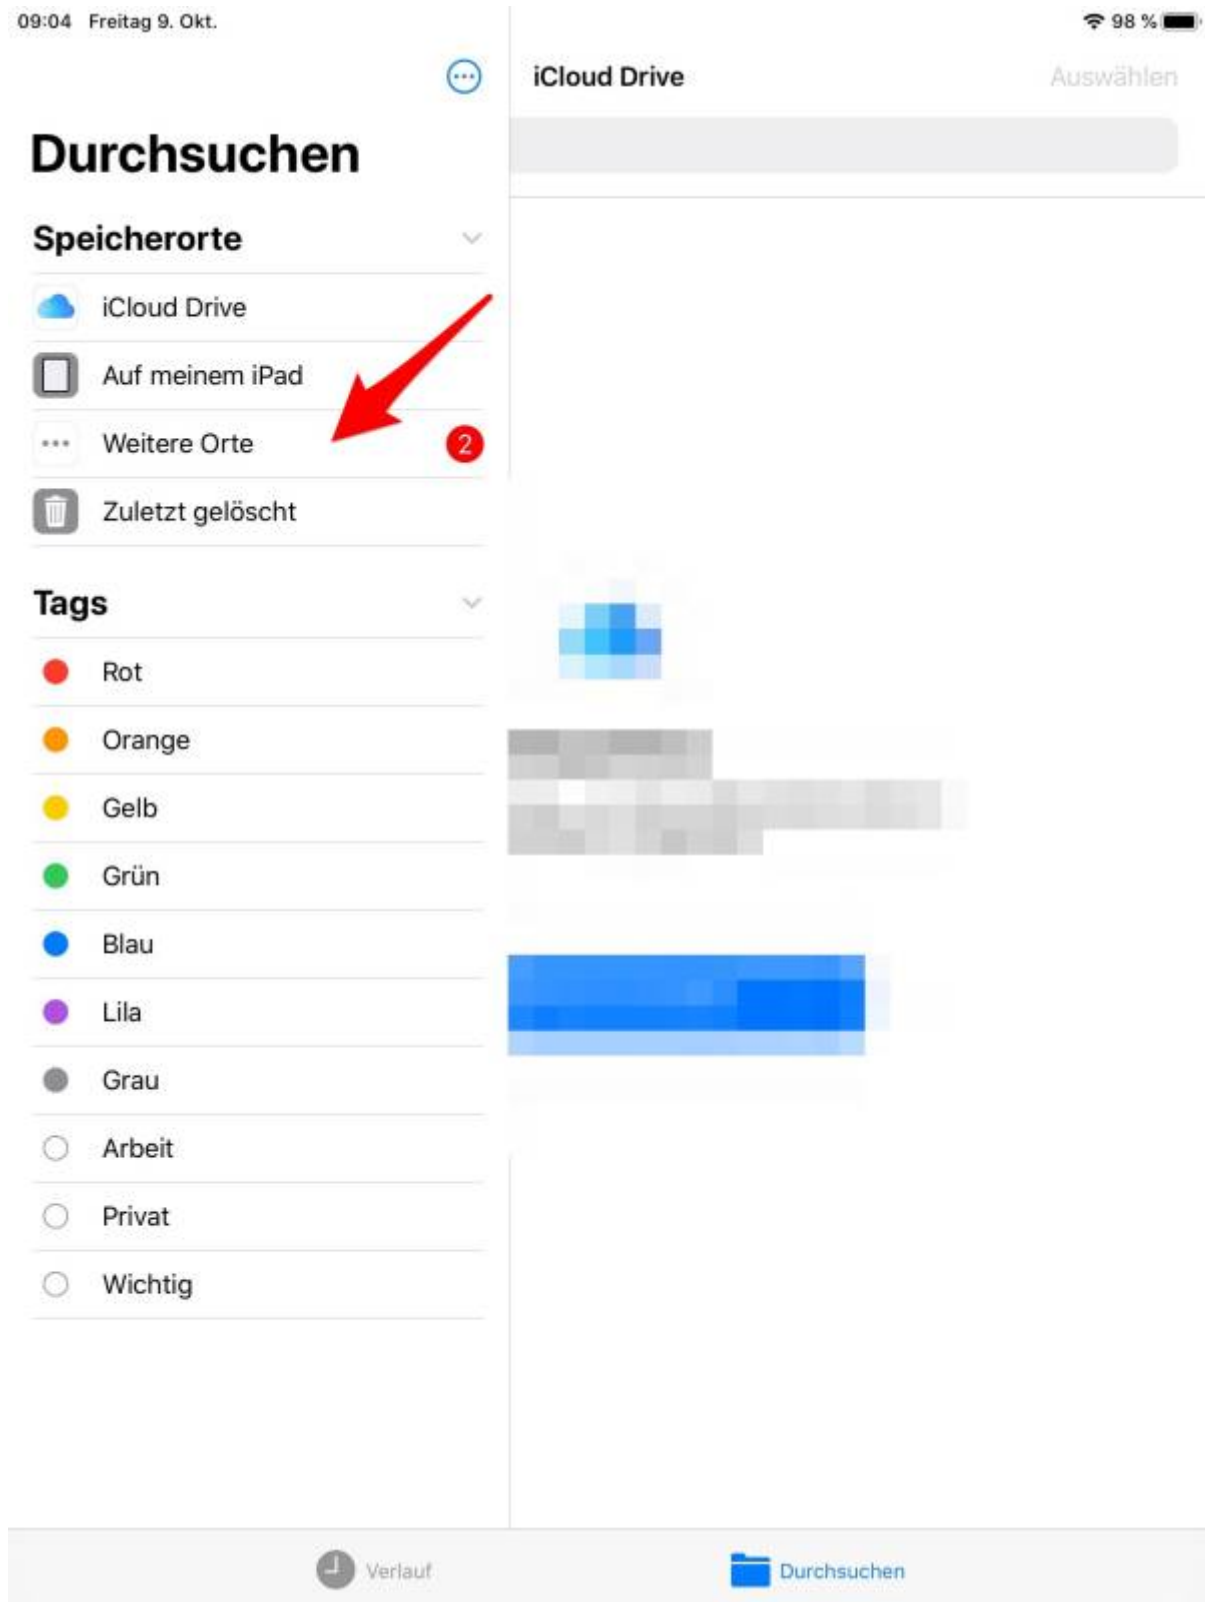 09:04 Freitag 9. Okt.
98 %
iCloud Drive
Auswählen
Durchsuchen
Speicherorte
iCloud Drive
Auf meinem iPad
Weitere Orte
2
Zuletzt gelöscht
Tags
Rot
Orange
Gelb
Grün
Blau
Lila
Grau
Arbeit
Privat
Wichtig
Verlauf
Durchsuchen